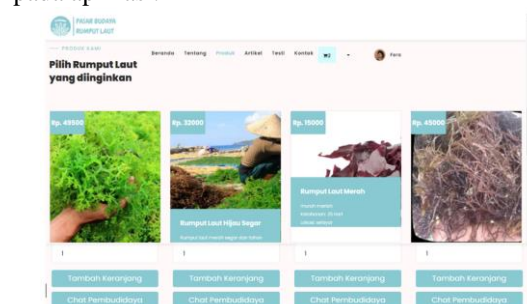 PASAR BUDAYA
RUMPUT LAUT
PRODUK KAMI
Beranda Tentang Produk Artikel Testi Kontak
Pilih Rumput Laut
yang diinginkan
Rp. 49500
Rp. 32000
Rp. 15000
Rp. 45000
Rumput Laut Hijau Segar
Rumput Laut Merah
1
1
1
1
Tambah Keranjang
Tambah Keranjang
Tambah Keranjang
Tambah Keranjang
Chat Pembudidaya
Chat Pembudidaya
Chat Pembudidaya
Chat Pembudidaya